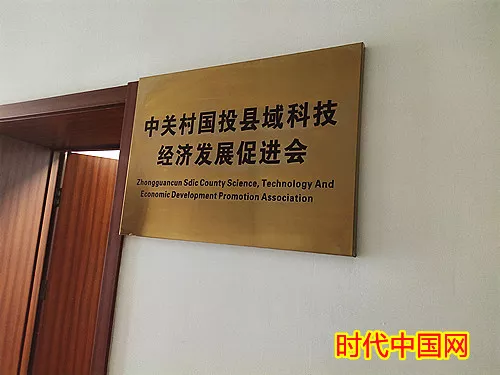 中关村国投县域科技
经济发展促进会
Zhongguancun Sdic County Science, Technology And
Economic Development Promotion Association
时代中国网